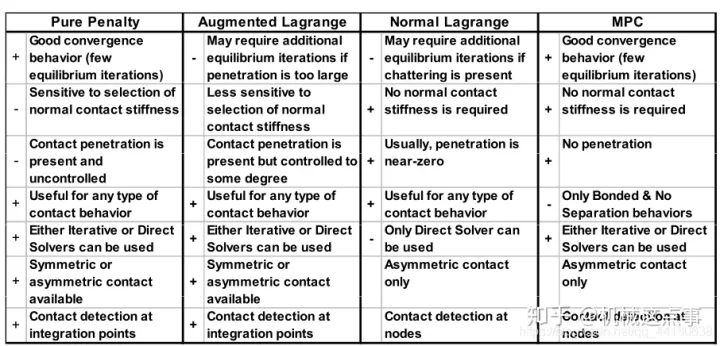 Pure Penalty
Augmented Lagrange
Normal Lagrange
MPC
+
Good convergence
behavior (few
equilibrium iterations)
-
May require additional
equilibrium iterations if
penetration is too large
-
May require additional
equilibrium iterations if
chattering is present
+
Good convergence
behavior (few
equilibrium iterations)
-
Sensitive to selection of
normal contact stiffness
Less sensitive to
selection of normal
contact stiffness
+
No normal contact
stiffness is required
+
No normal contact
stiffness is required
-
Contact penetration is
present and
uncontrolled
Contact penetration is
present but controlled to
some degree
+
Usually, penetration is
near-zero
+
No penetration
+
Useful for any type of
contact behavior
+
Useful for any type of
contact behavior
+
Useful for any type of
contact behavior
-
Only Bonded & No
Separation behaviors
+
Either Iterative or Direct
Solvers can be used
+
Either Iterative or Direct
Solvers can be used
-
Only Direct Solver can
be used
+
Either Iterative or Direct
Solvers can be used
+
Symmetric or
asymmetric contact
available
+
Symmetric or
asymmetric contact
available
Asymmetric contact
only
Asymmetric contact
only
+
Contact detection at
integration points
+
Contact detection at
integration points
Contact detection at
nodes
Contact detection at
nodes
知乎